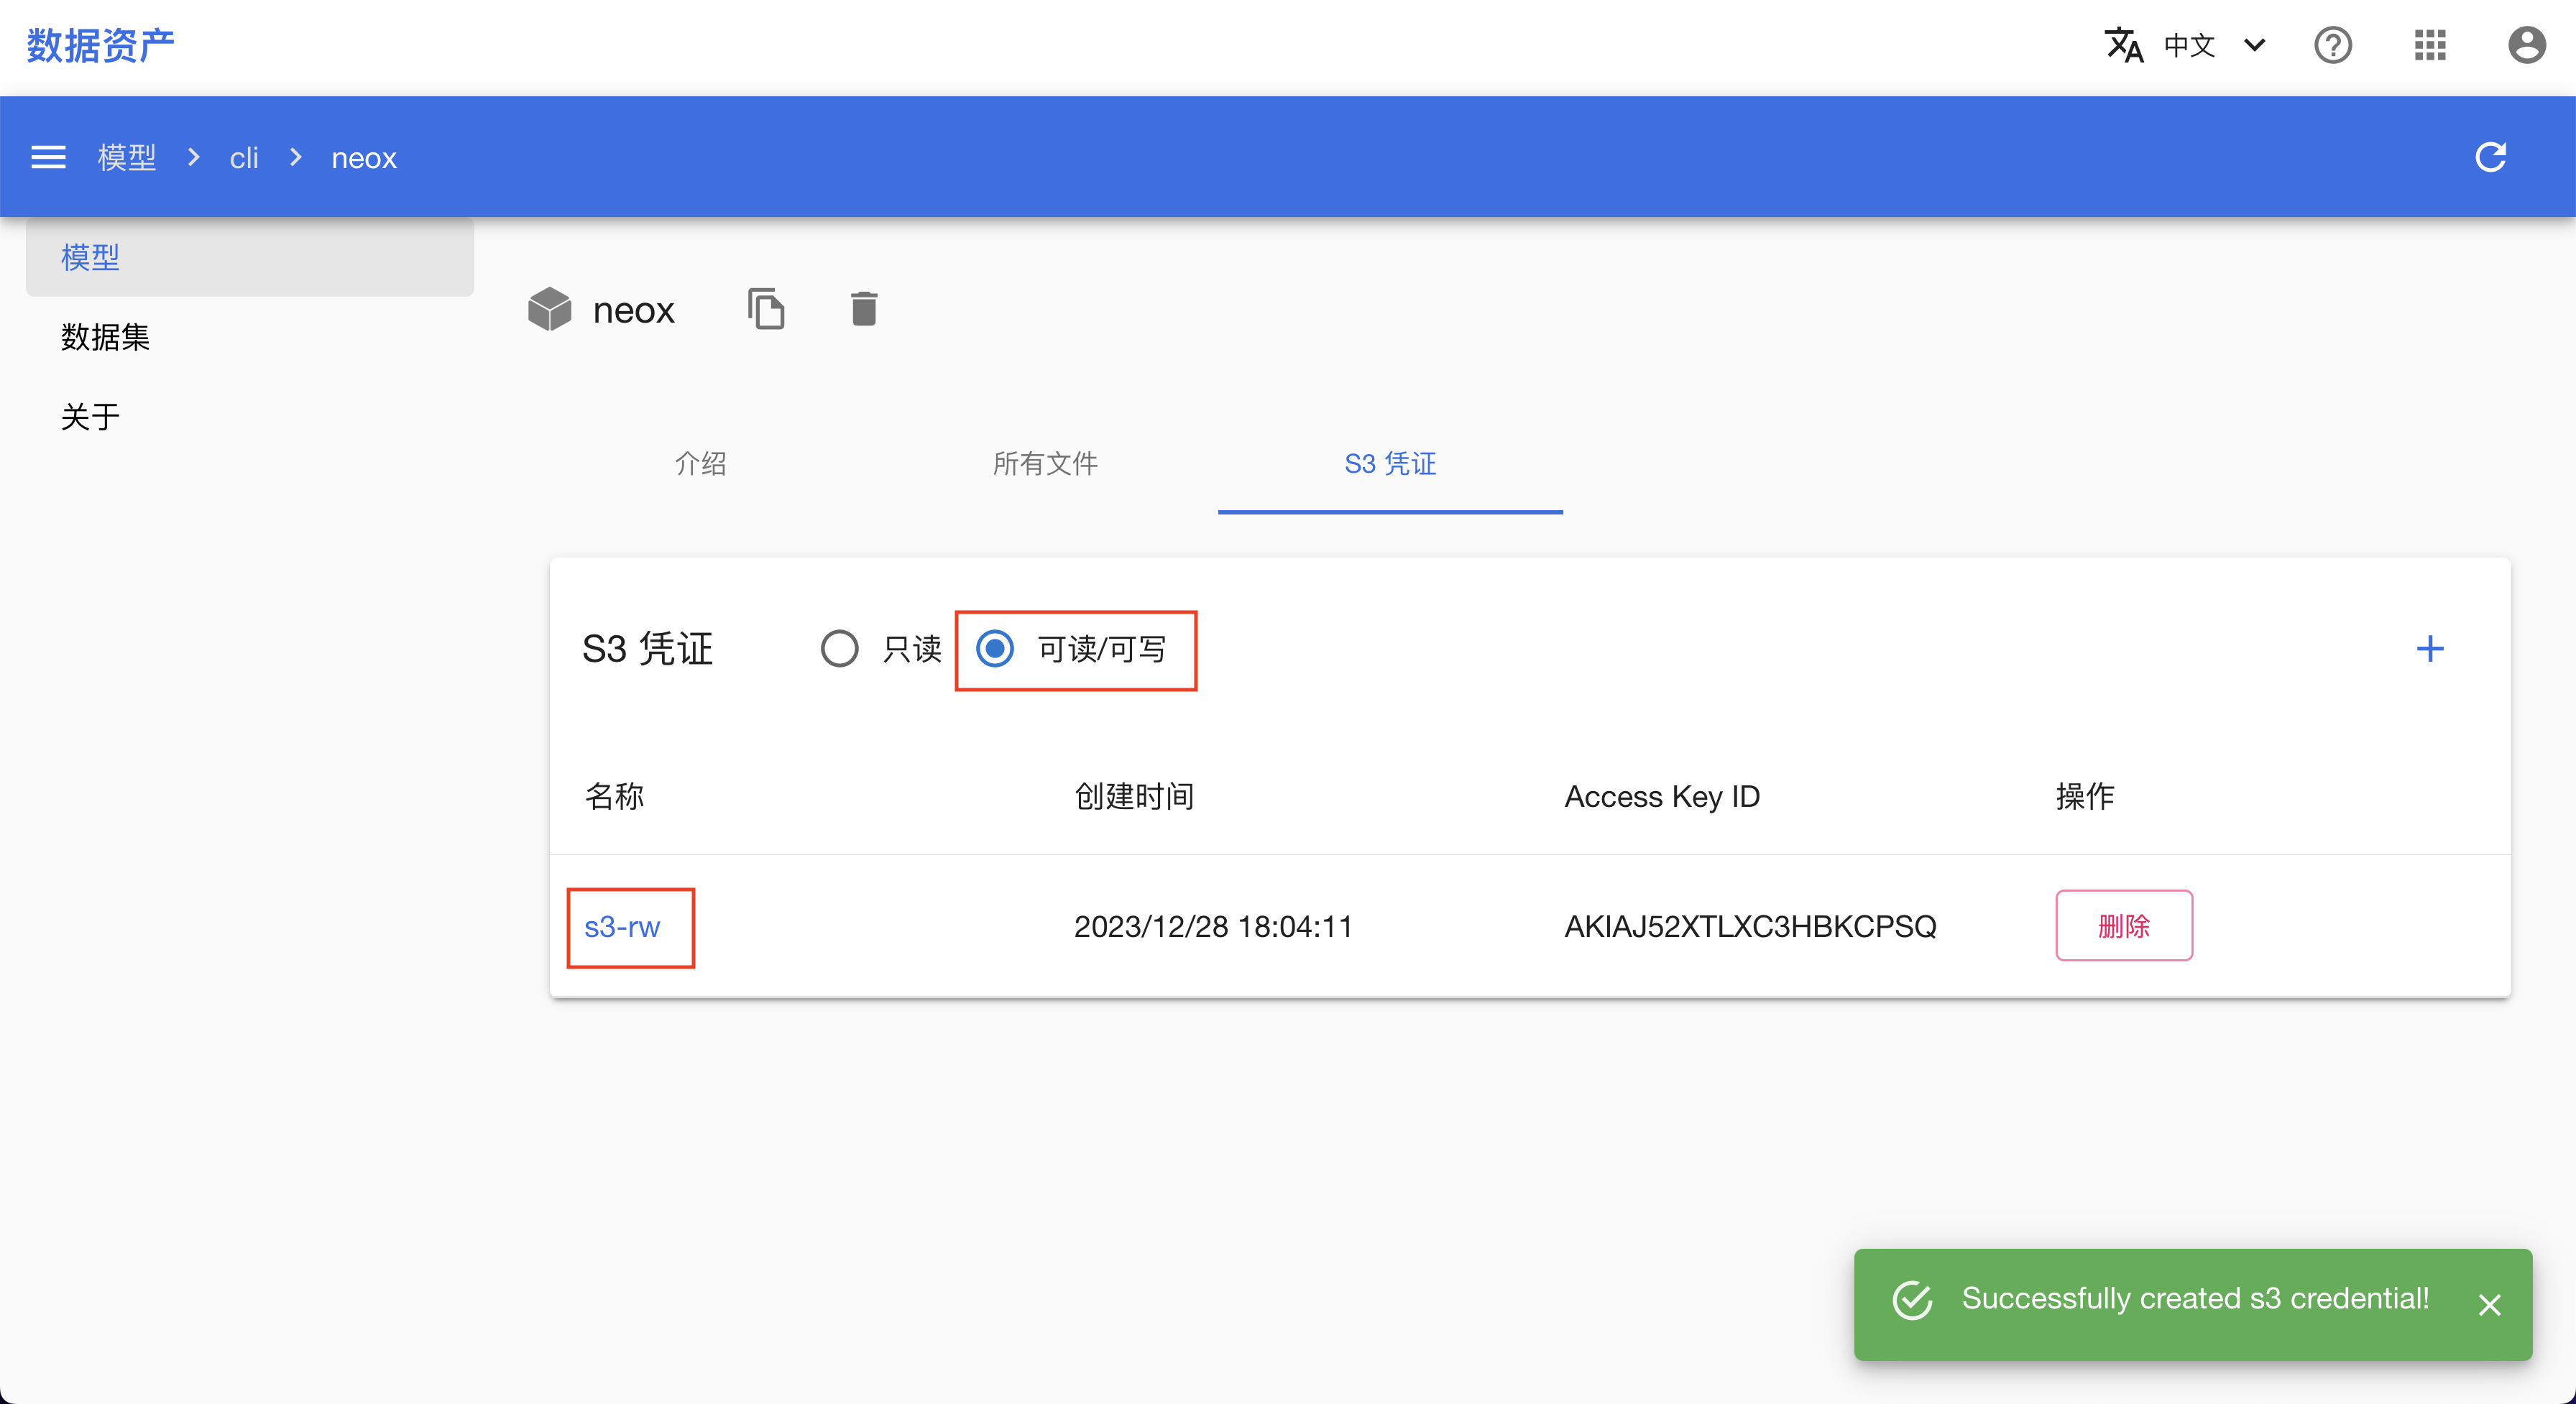 数据资产
中文
模型 > cli > neox
模型
数据集
关于
neox
介绍
所有文件
S3 凭证
S3 凭证
只读
可读/可写
名称
创建时间
Access Key ID
操作
s3-rw
2023/12/28 18:04:11
AKIAJ52XTLXC3HBKCPSQ
删除
Successfully created s3 credential!